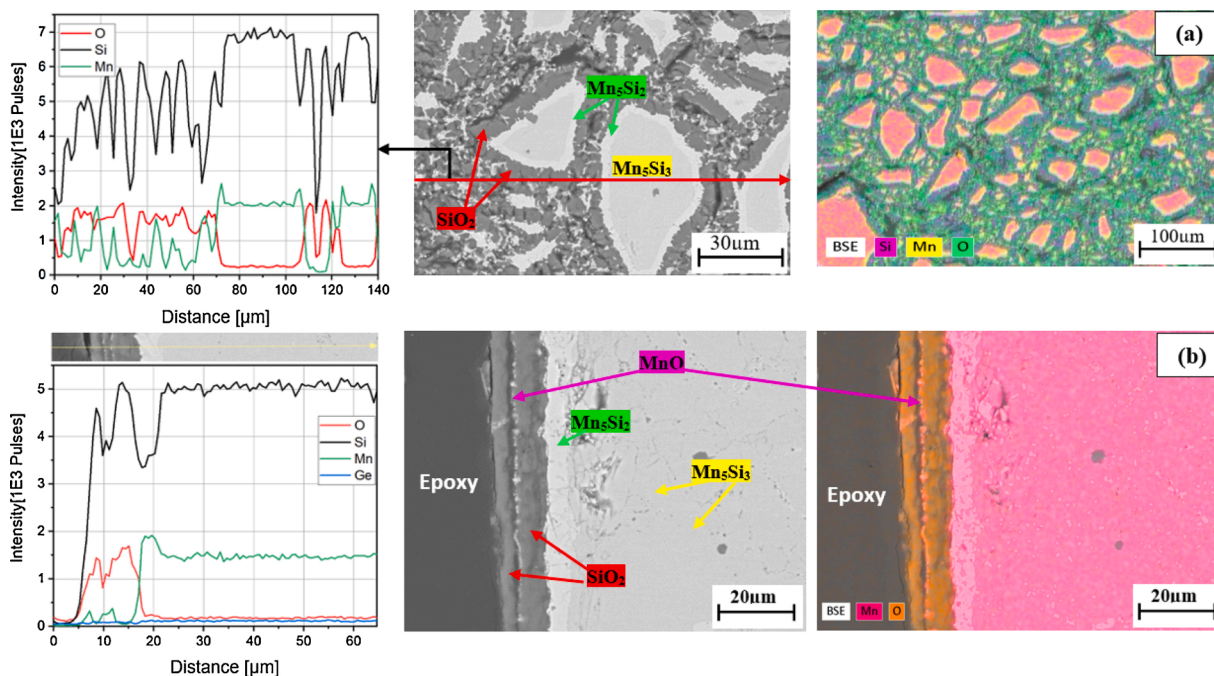 7
6
5
4
3
2
1
0
Intensity[1E3 Pulses]
O
Si
Mn
0 20 40 60 80 100 120 140
Distance [µm]
Mn₅Si₂
Mn₅Si₃
SiO₂
30um
(a)
BSE Si Mn O
100um
5
4
3
2
1
0
Intensity[1E3 Pulses]
O
Si
Mn
Ge
0 10 20 30 40 50 60
Distance [µm]
MnO
Mn₅Si₂
Mn₅Si₃
Epoxy
SiO₂
20µm
(b)
Epoxy
BSE Mn O
20µm